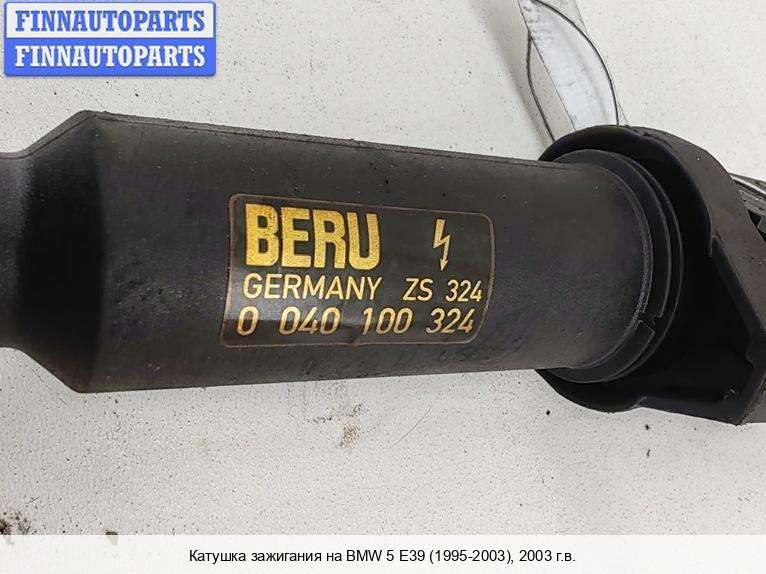 FINNAUTOPARTS
FINNAUTOPARTS
BERU
GERMANY ZS 324
0 040 100 324
Катушка зажигания на BMW 5 E39 (1995-2003), 2003 г.в.